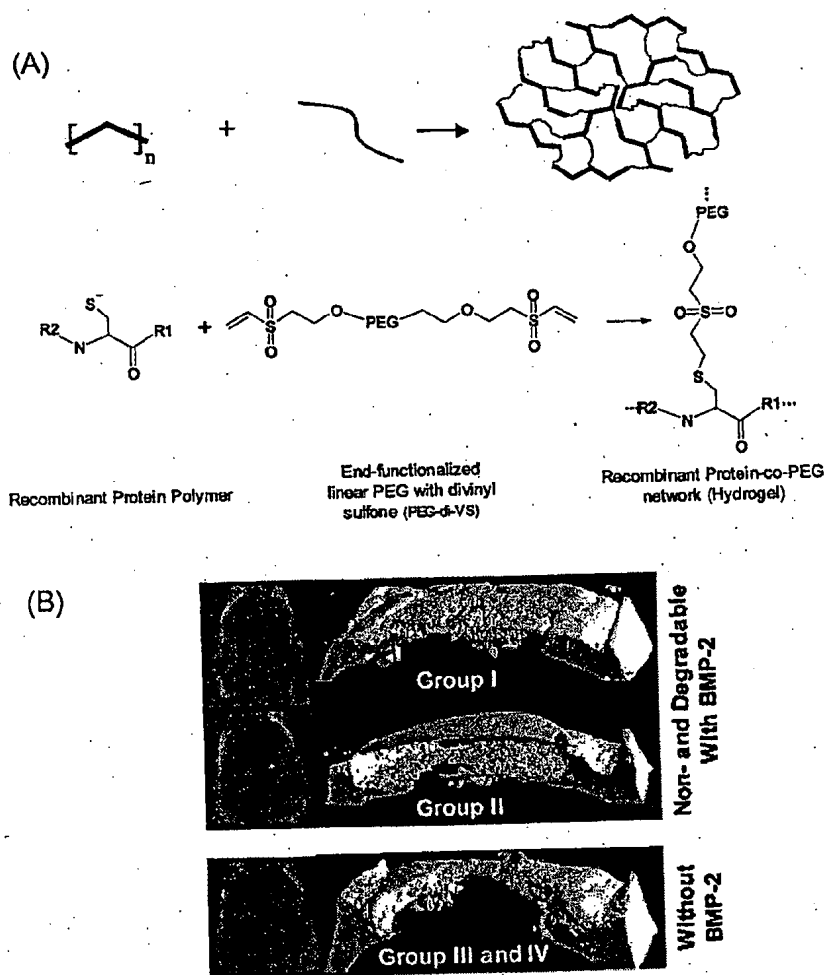 (A)
[ ]n
+
PEG
O
O=S=O
S
R2 N O R1
S-
R2 N O R1
+
O S O O PEG O O S O
Recombinant Protein Polymer
End-functionalized
linear PEG with divinyl
sulfone (PEG-di-VS)
Recombinant Protein-co-PEG
network (Hydrogel)
(B)
Group I
Group II
Non- and Degradable
With BMP-2
Group III and IV
Without
BMP-2